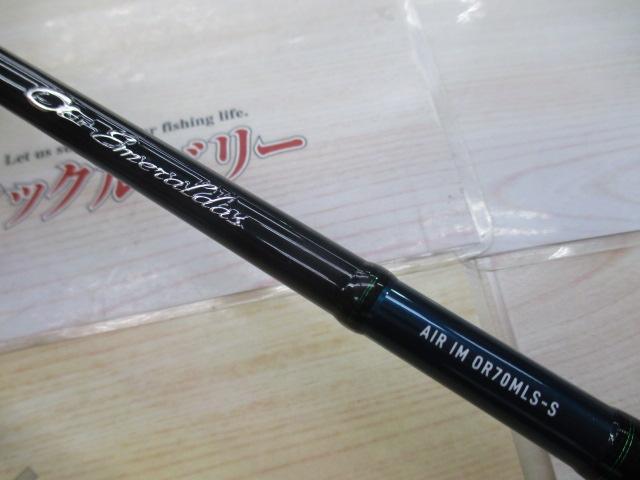 Emeraldas
AIR IM OR70MLS-S
Let us s
r fishing life.
ックル
リー